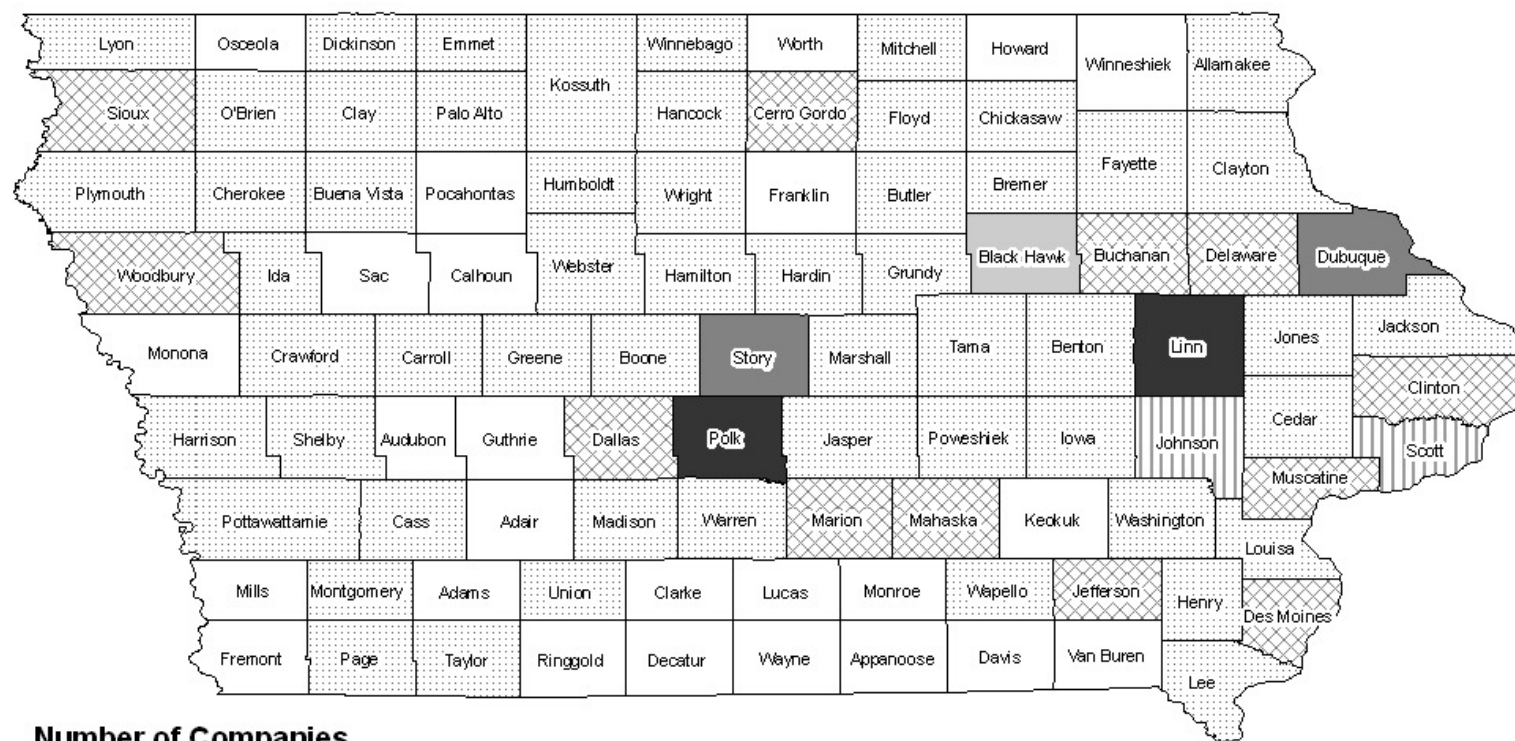 Lyon Osceola Dickinson Emmet Winnebago Worth Mitchell Howard
Kossuth Winneshiek Allamakee
Sioux O'Brien Clay Palo Alto Hancock Cerro Gordo Floyd Chickasaw
Fayette Clayton
Plymouth Cherokee Buena Vista Pocahontas Humboldt Wright Franklin Butler Bremer
Woodbury Ida Sac Calhoun Webster Hamilton Hardin Grundy Black Hawk Buchanan Delaware Dubuque
Monona Crawford Carroll Greene Boone Story Marshall Tama Benton Linn Jones Jackson
Clinton
Harrison Shelby Audubon Guthrie Dallas Polk Jasper Poweshiek Iowa Johnson Cedar Scott
Muscatine
Pottawattamie Cass Adair Madison Warren Marion Mahaska Keokuk Washington
Louisa
Mills Montgomery Adams Union Clarke Lucas Monroe Wapello Jefferson Henry Des Moines
Fremont Page Taylor Ringgold Decatur Wayne Appanoose Davis Van Buren
Lee
Number of Companies